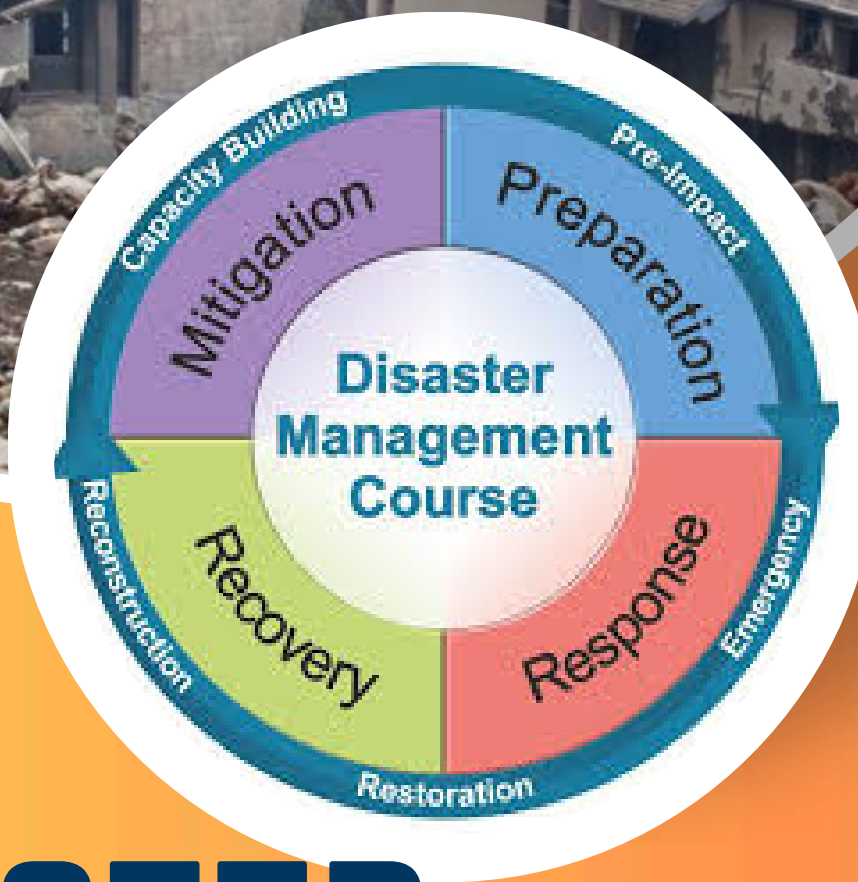 Capacity Building
Pre-Impact
Mitigation
Preparation
Disaster
Management
Course
Recovery
Response
Reconstruction
Emergency
Restoration